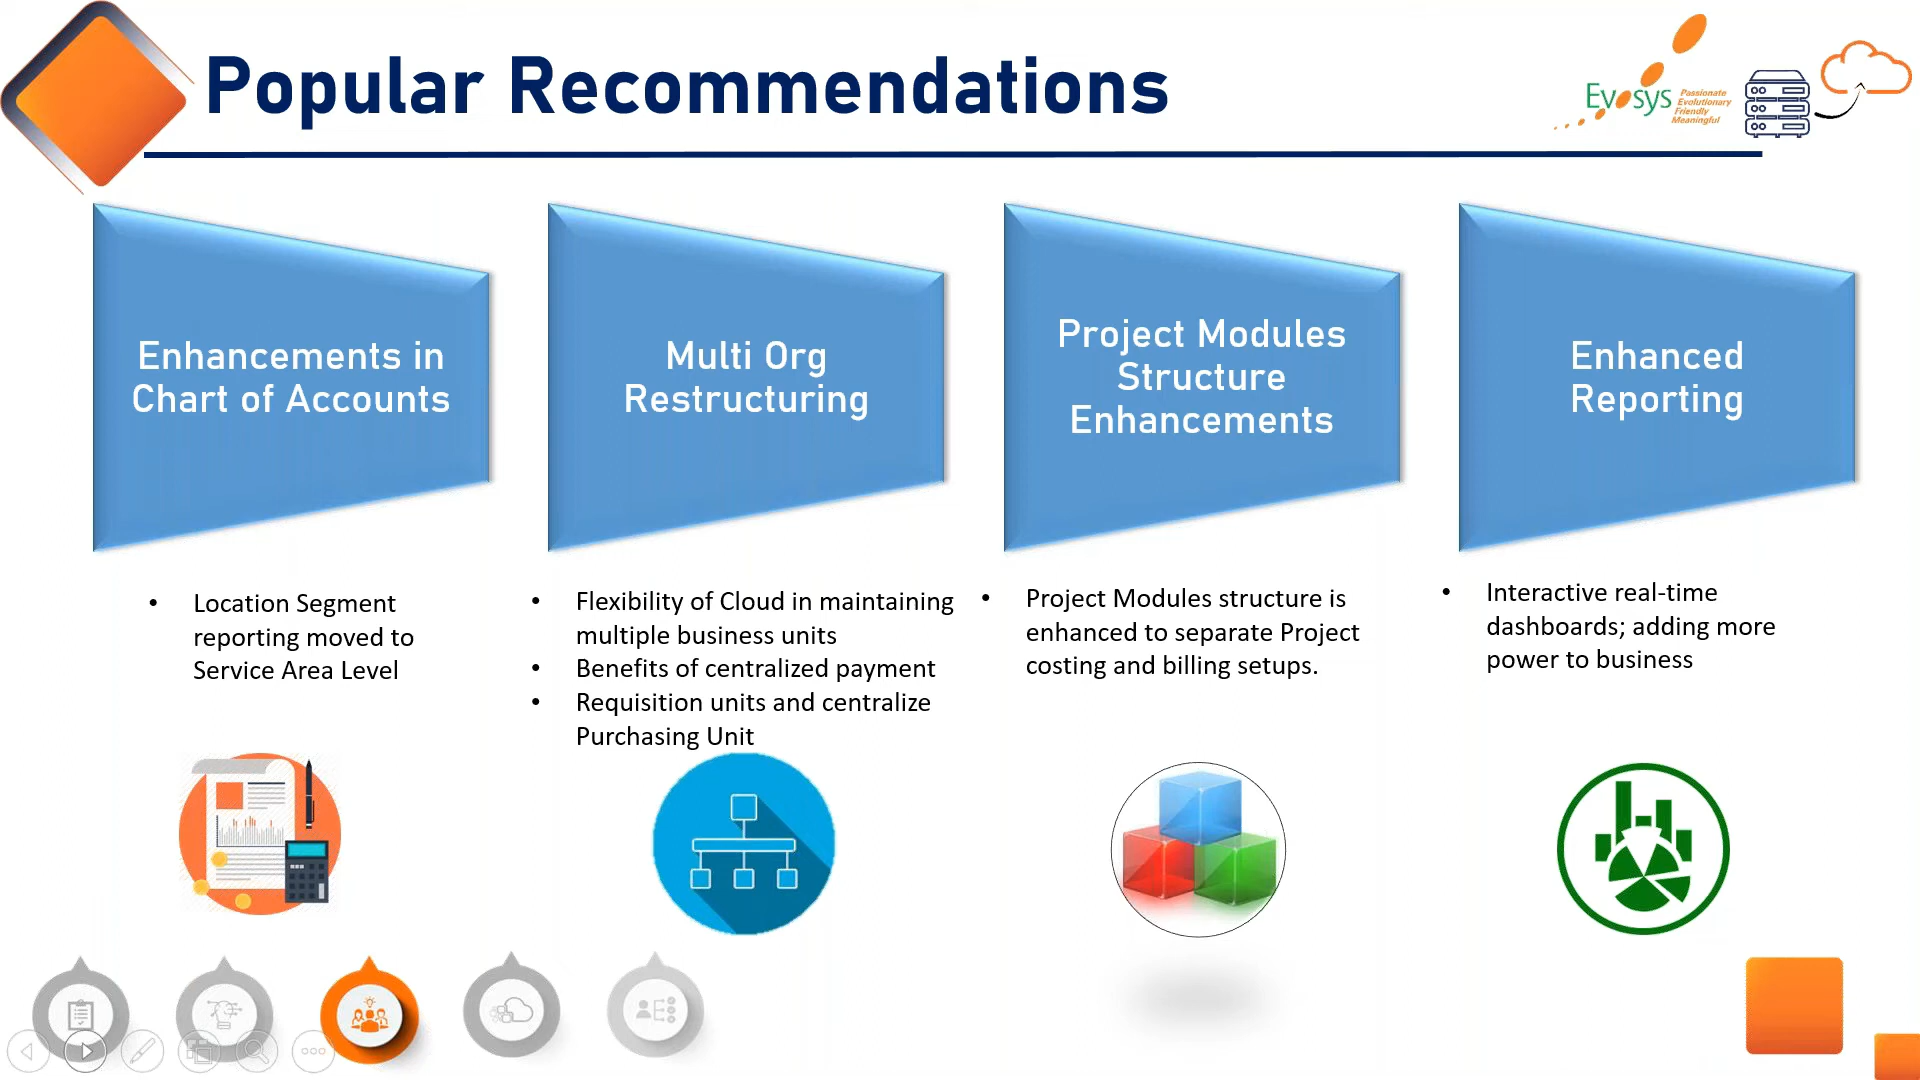 Popular Recommendations
Evosys
Passionate
Evolutionary
Friendly
Meaningful
Enhancements in
Chart of Accounts
Multi Org
Restructuring
Project Modules
Structure
Enhancements
Enhanced
Reporting
• Location Segment
reporting moved to
Service Area Level
• Flexibility of Cloud in maintaining
multiple business units
• Benefits of centralized payment
• Requisition units and centralize
Purchasing Unit
• Project Modules structure is
enhanced to separate Project
costing and billing setups.
• Interactive real-time
dashboards; adding more
power to business